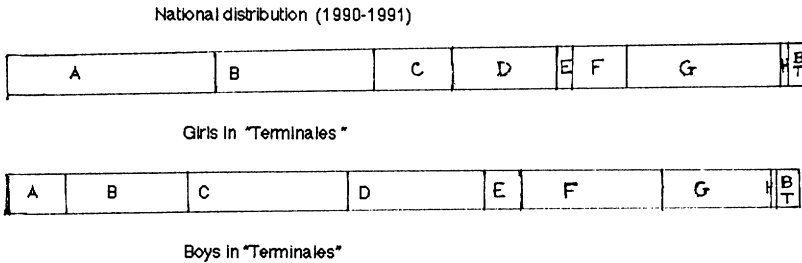 National distribution (1990-1991)
A B C D E F G H B/T
Girls in "Terminales"
A B C D E F G H B/T
Boys in "Terminales"